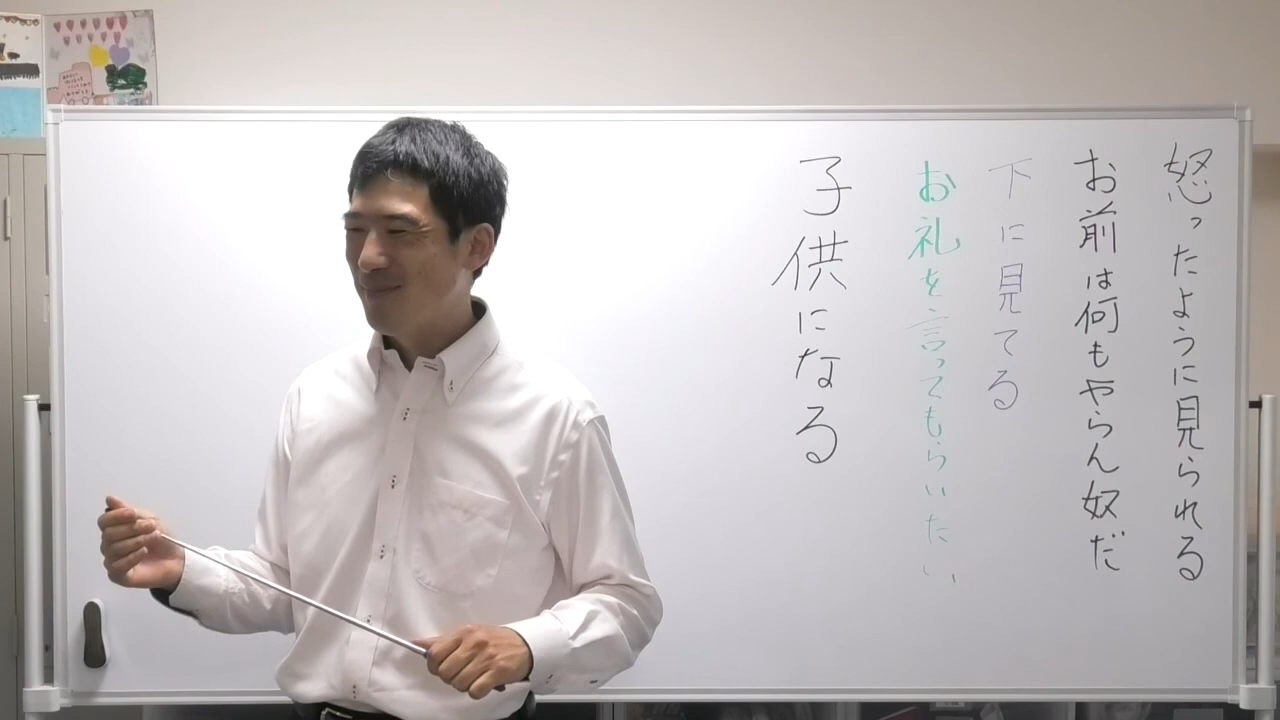 怒ったように見られる
お前は何もやらん奴だ
下に見てる
お礼を言ってもらいたい
子供になる